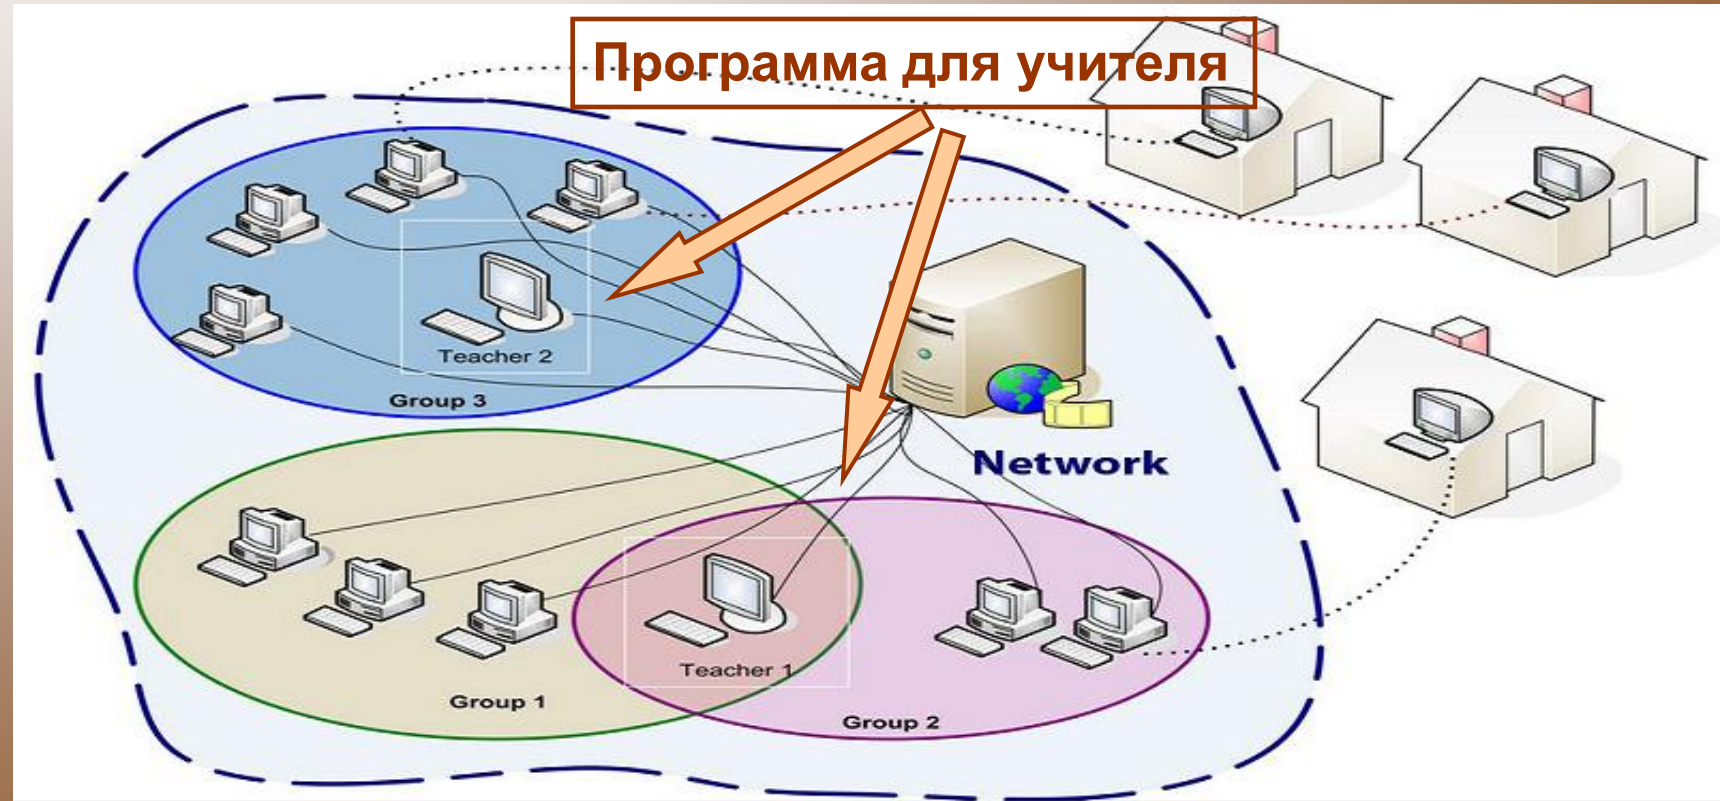 Программа для учителя
Teacher 2
Group 3
Network
Teacher 1
Group 1
Group 2